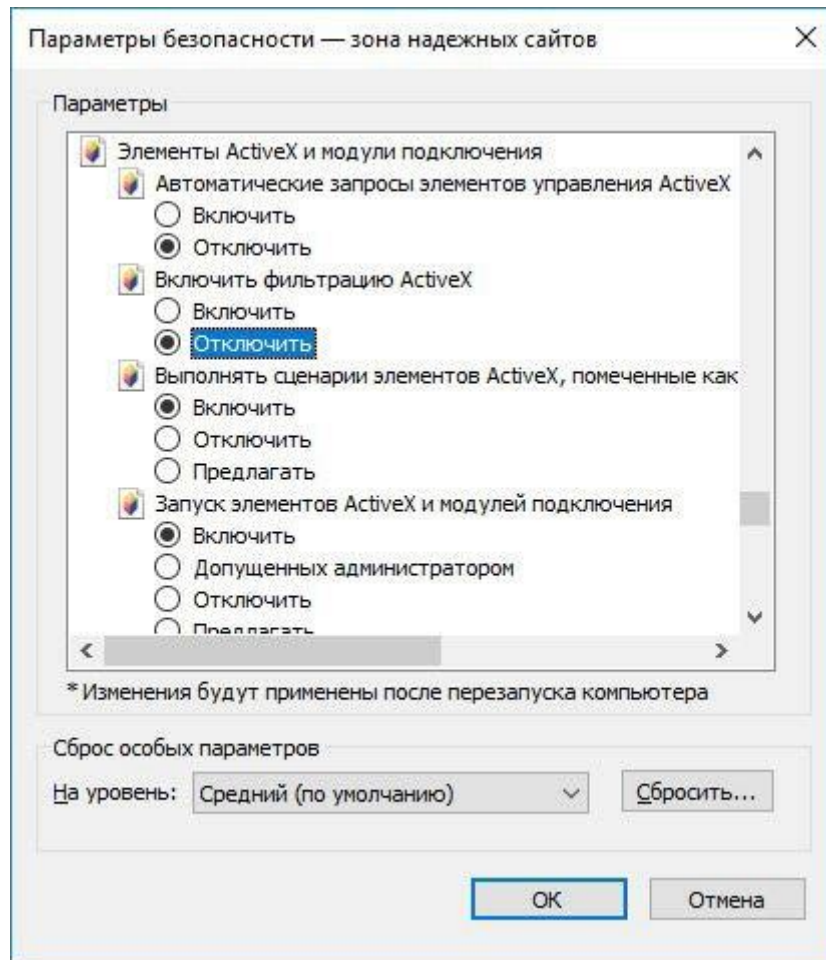 Параметры безопасности — зона надежных сайтов
Параметры
Элементы ActiveX и модули подключения
Автоматические запросы элементов управления ActiveX
Включить
Отключить
Включить фильтрацию ActiveX
Включить
Отключить
Выполнять сценарии элементов ActiveX, помеченные как
Включить
Отключить
Предлагать
Запуск элементов ActiveX и модулей подключения
Включить
Допущенных администратором
Отключить
Предлагать
*Изменения будут применены после перезапуска компьютера
Сброс особых параметров
На уровень: Средний (по умолчанию) Сбросить...
ОК Отмена